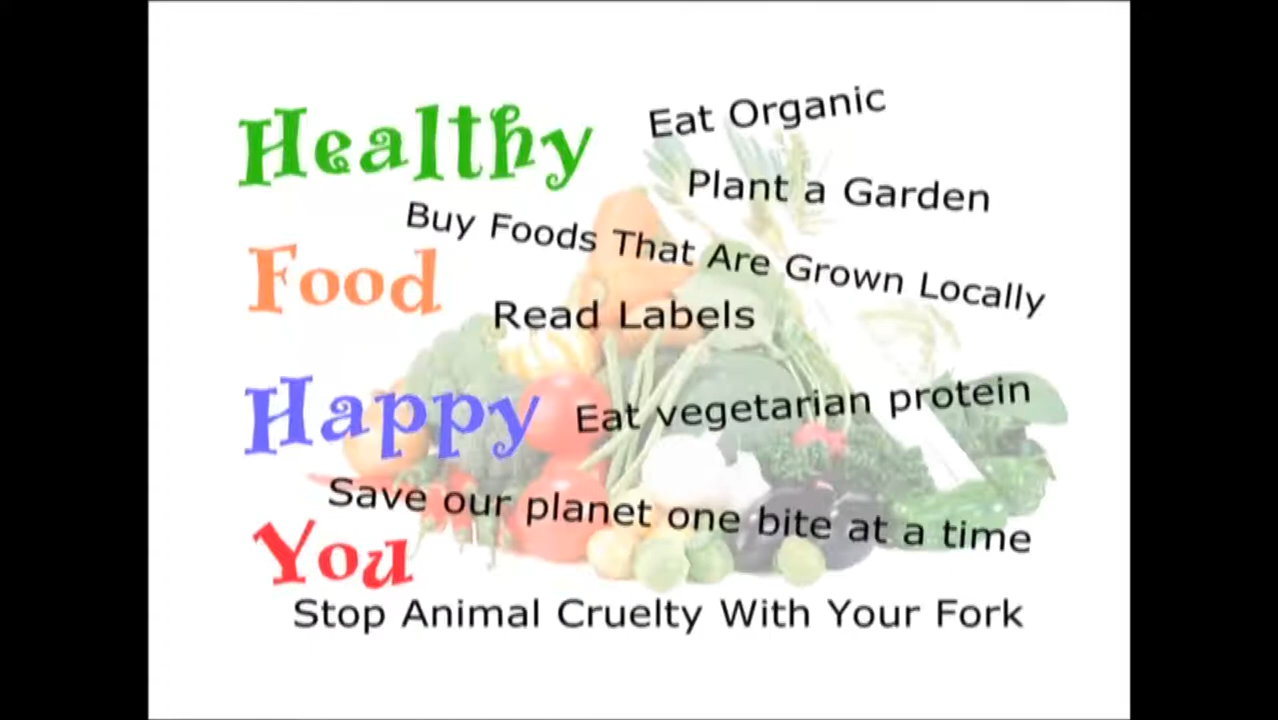 Healthy
Eat Organic
Plant a Garden
Buy Foods That Are Grown Locally
Food
Read Labels
Happy
Eat vegetarian protein
Save our planet one bite at a time
You
Stop Animal Cruelty With Your Fork